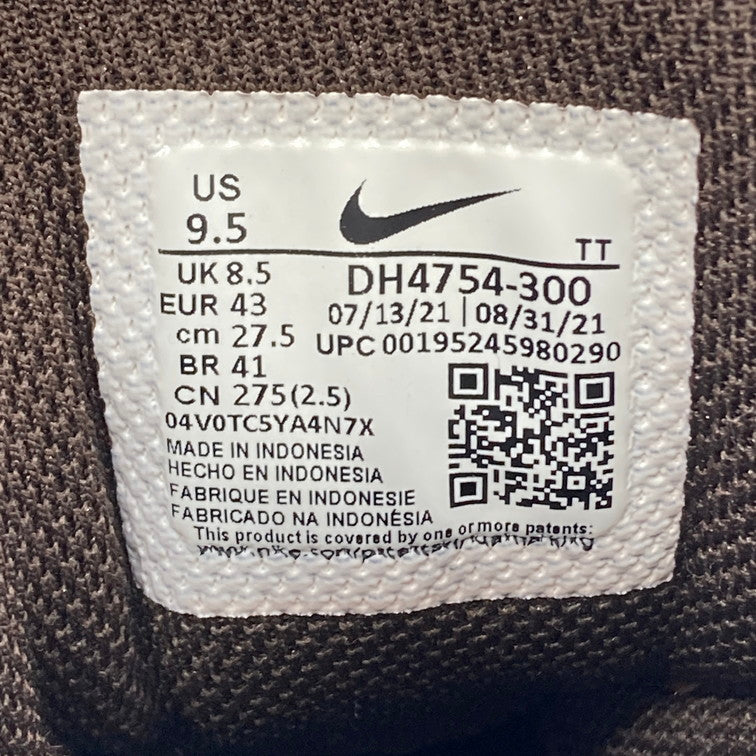 US
9.5
TT
UK 8.5
EUR 43
cm 27.5
BR 41
CN 275(2.5)
DH4754-300
07/13/21 | 08/31/21
UPC 00195245980290
04V0TC5YA4N7X
MADE IN INDONESIA
HECHO EN INDONESIA
FABRIQUE EN INDONESIE
FABRICADO NA INDONÉSIA
This product is covered by one or more patents: